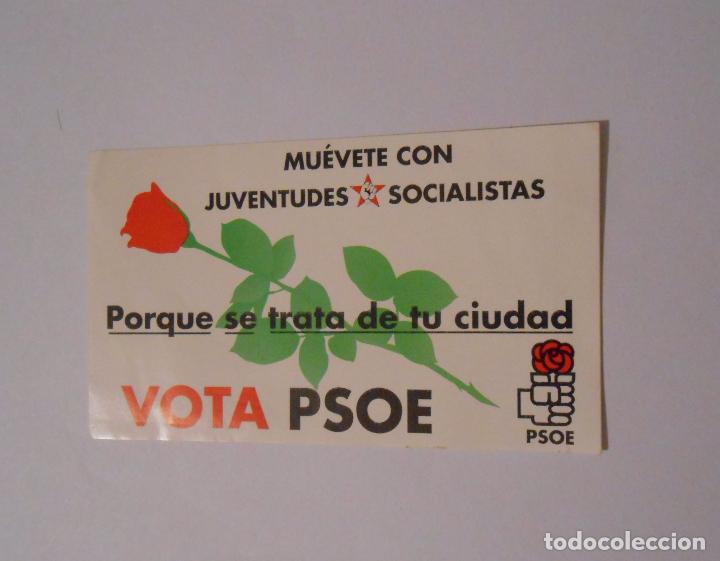 MUÉVETE CON
JUVENTUDES SOCIALISTAS
Porque se trata de tu ciudad
VOTA PSOE
PSOE
todocoleccion